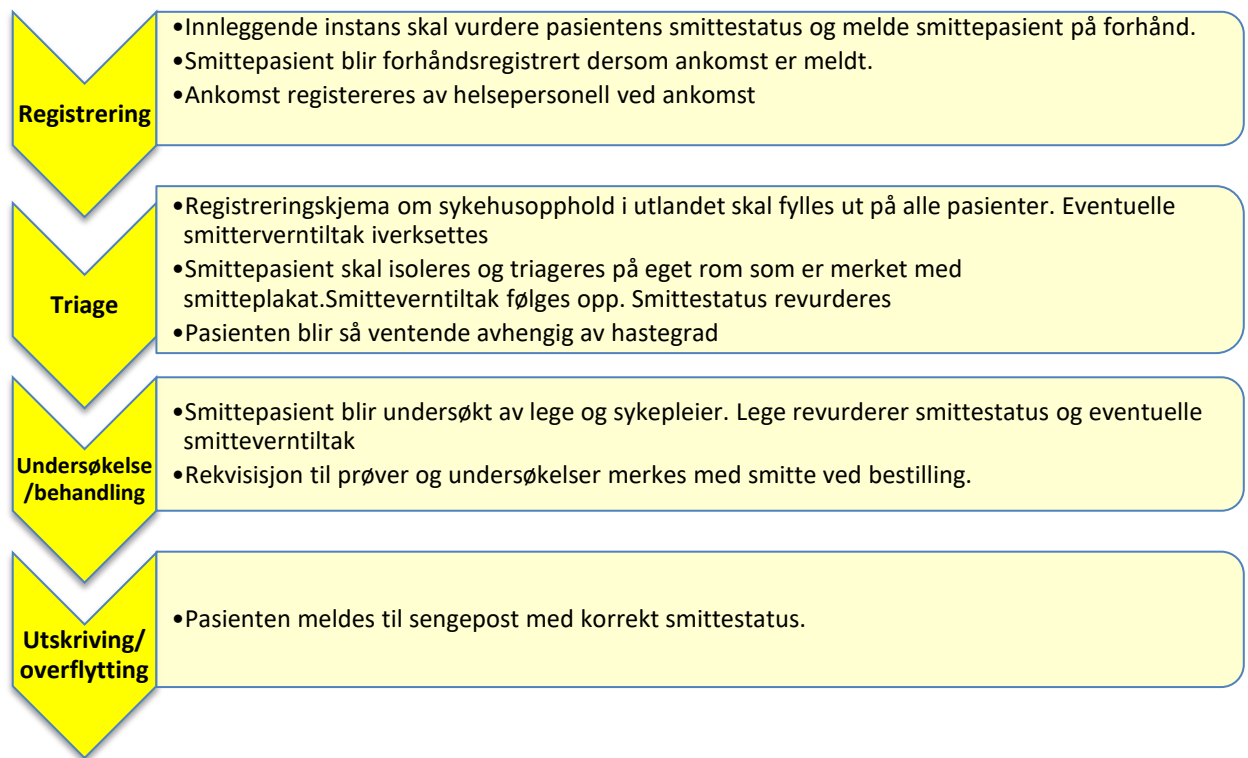 Registrering
•Innleggende instans skal vurdere pasientens smittestatus og melde smittepasient på forhånd.
•Smittepasient blir forhåndsregistrert dersom ankomst er meldt.
•Ankomst registereres av helsepersonell ved ankomst
Triage
•Registreringskjema om sykehusopphold i utlandet skal fylles ut på alle pasienter. Eventuelle
smitterverntiltak iverksettes
•Smittepasient skal isoleres og triageres på eget rom som er merket med
smitteplakat.Smitteverntiltak følges opp. Smittestatus revurderes
•Pasienten blir så ventende avhengig av hastegrad
Undersøkelse
/behandling
•Smittepasient blir undersøkt av lege og sykepleier. Lege revurderer smittestatus og eventuelle
smitteverntiltak
•Rekvisisjon til prøver og undersøkelser merkes med smitte ved bestilling.
Utskriving/
overflytting
•Pasienten meldes til sengepost med korrekt smittestatus.